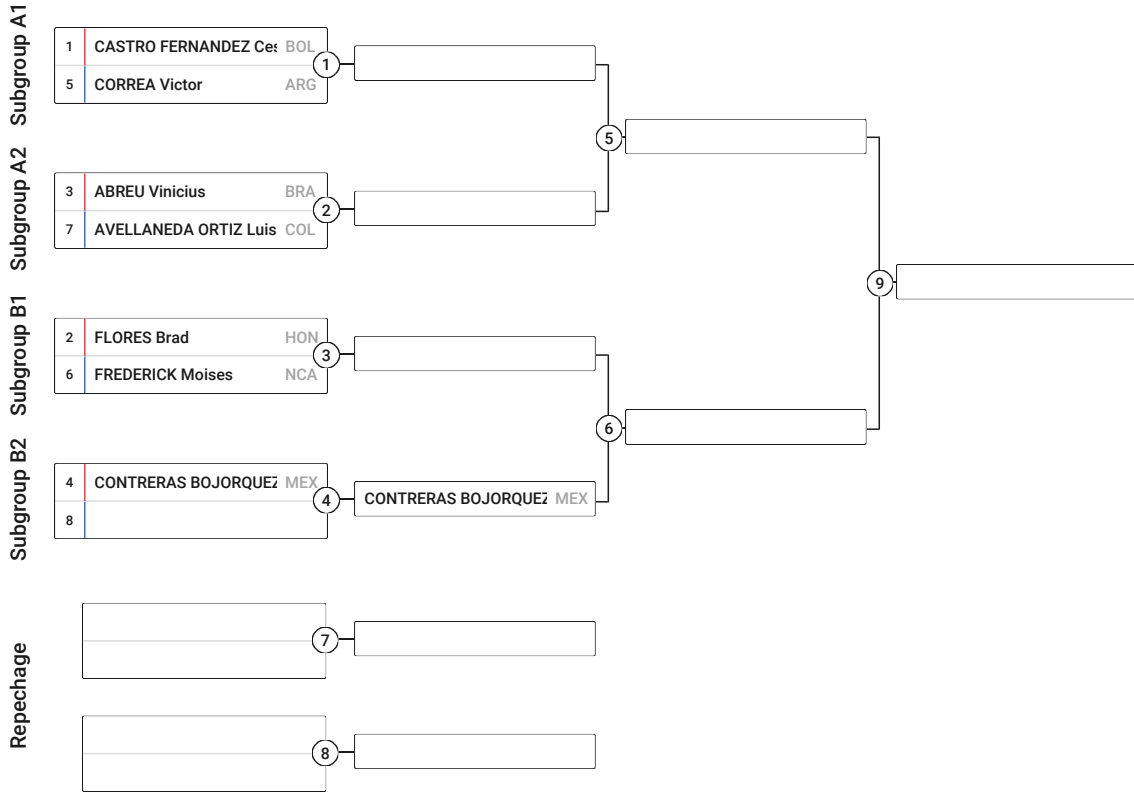 Subgroup A1
1 CASTRO FERNANDEZ Ces BOL
5 CORREA Victor ARG
1
Subgroup A2
3 ABREU Vinicius BRA
7 AVELLANEDA ORTIZ Luis COL
2
5
Subgroup B1
2 FLORES Brad HON
6 FREDERICK Moises NCA
3
9
Subgroup B2
4 CONTRERAS BOJORQUEZ MEX
8
4
CONTRERAS BOJORQUEZ MEX
6
Repechage
7
8